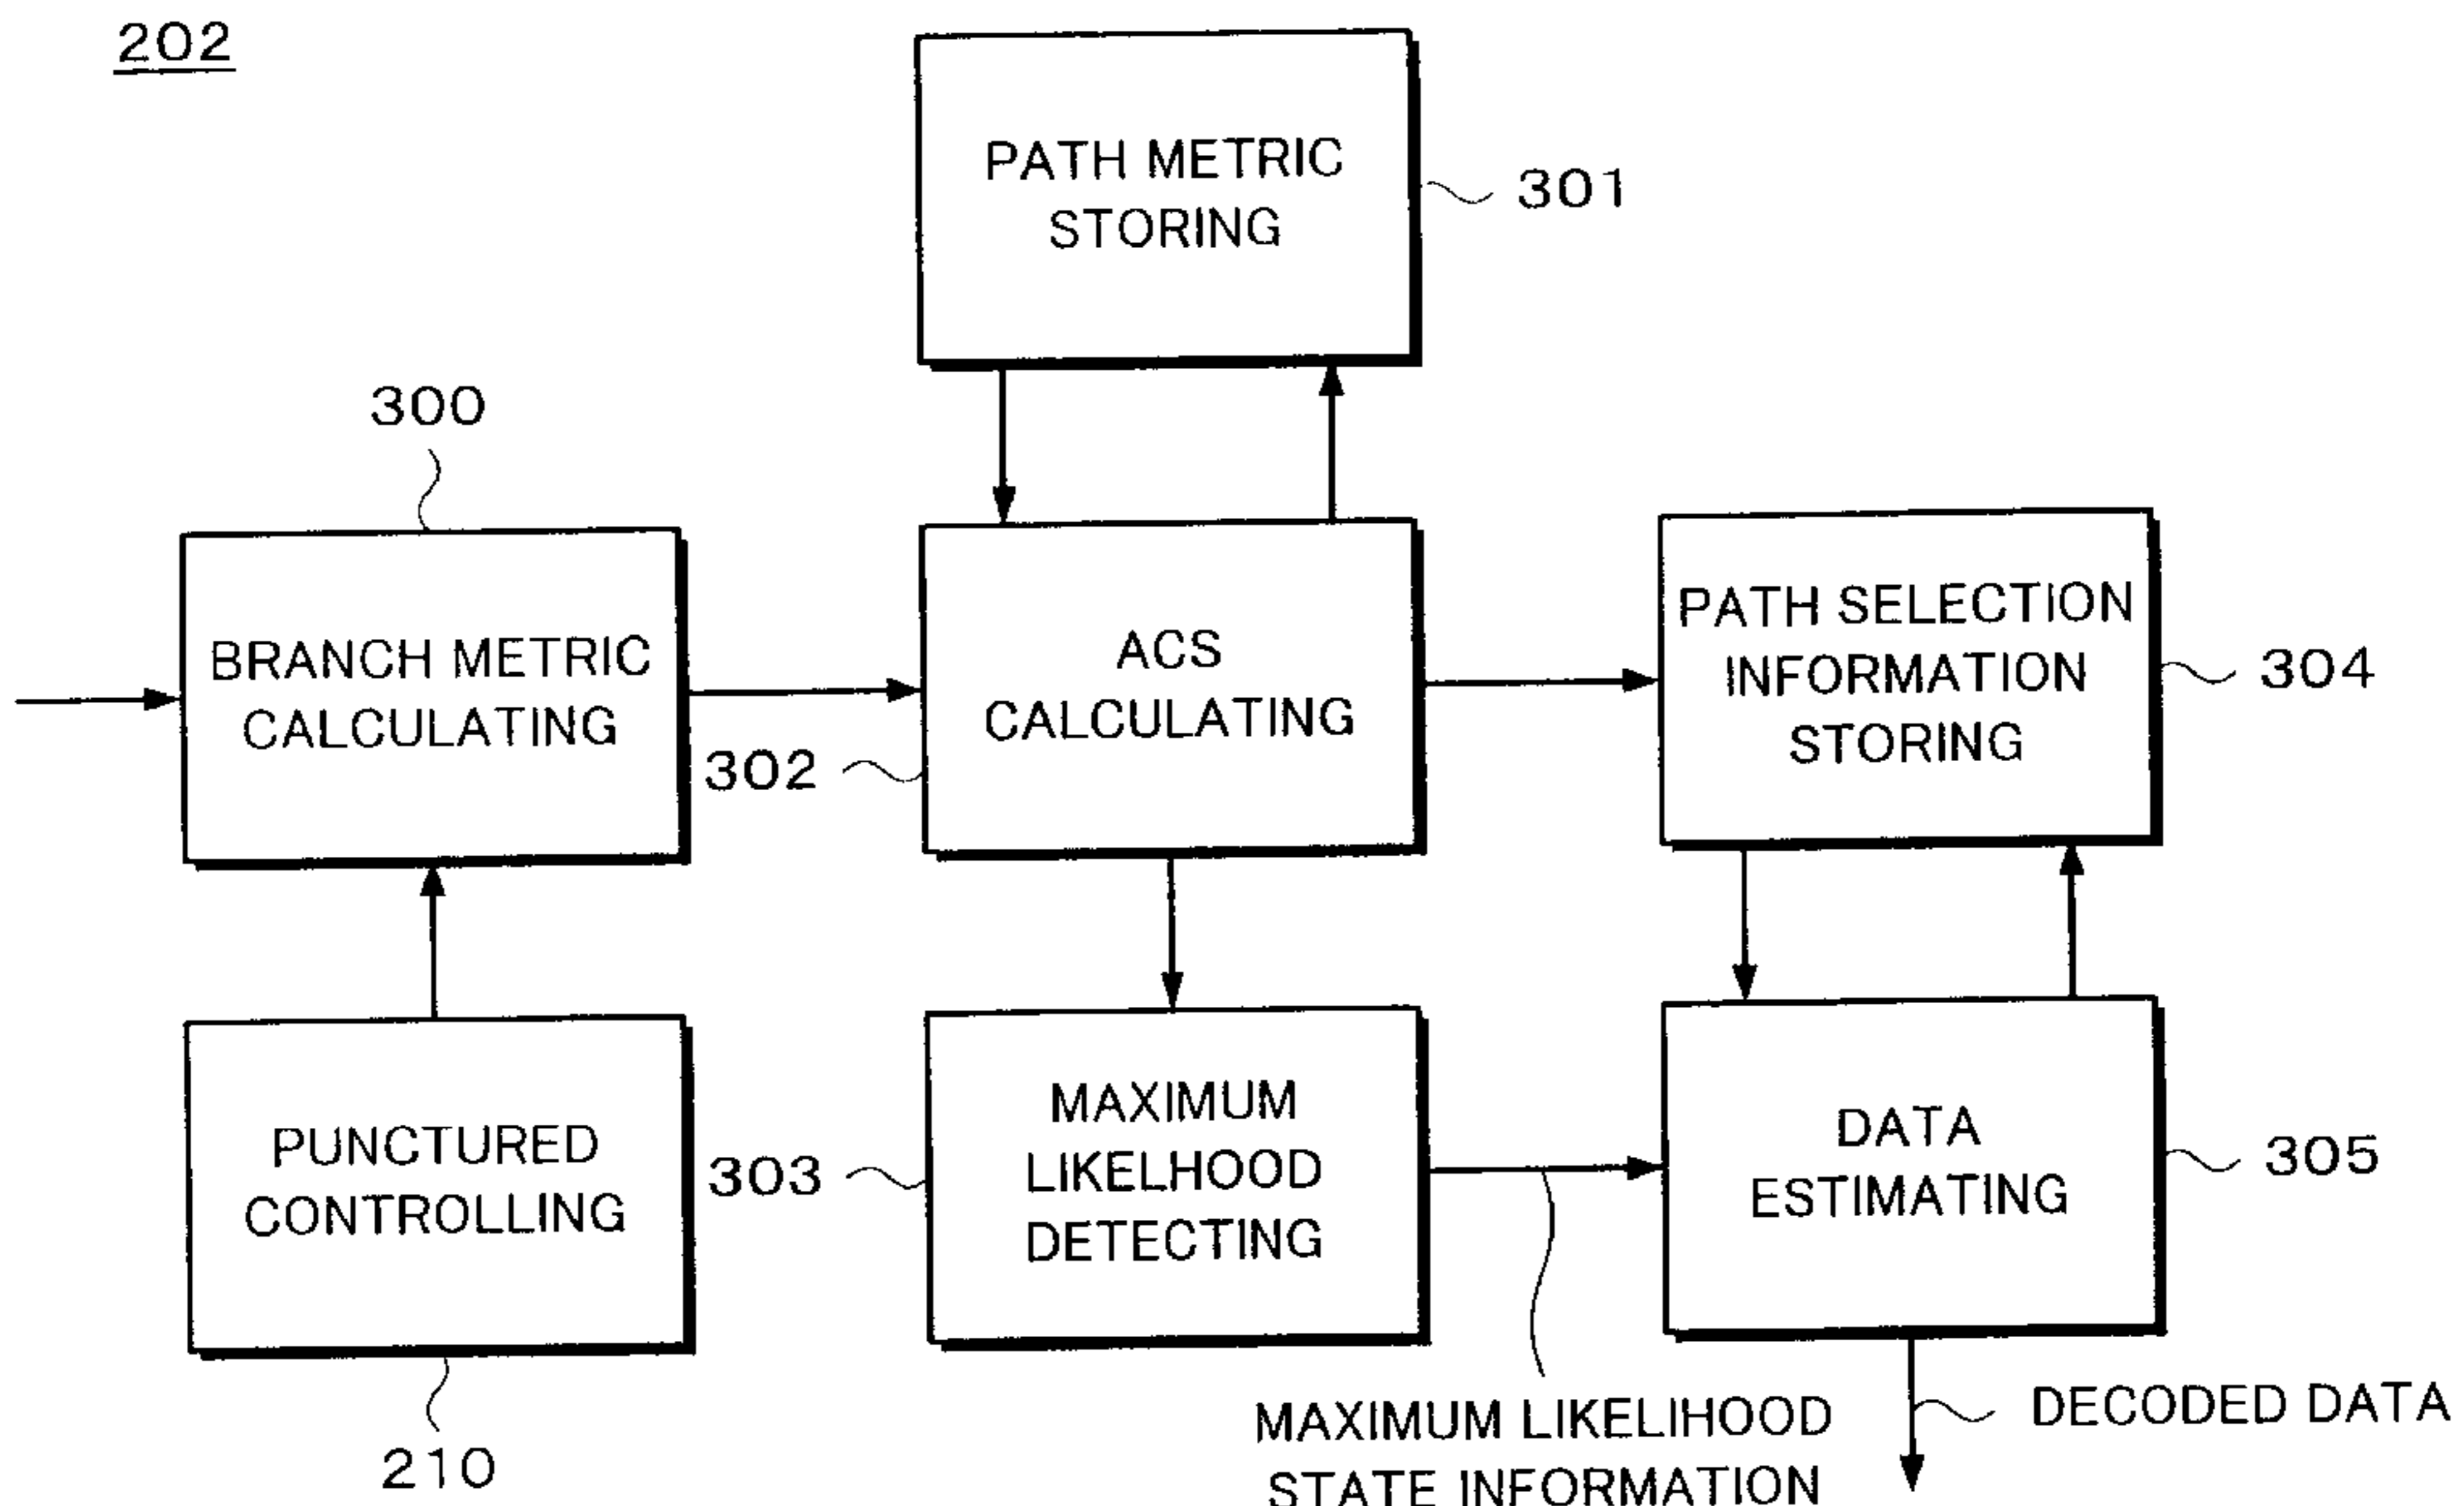 202
PATH METRIC
STORING
301
300
BRANCH METRIC
CALCULATING
302
ACS
CALCULATING
PATH SELECTION
INFORMATION
STORING
304
PUNCTURED
CONTROLLING
210
303
MAXIMUM
LIKELHOOD
DETECTING
DATA
ESTIMATING
305
MAXIMUM LIKELIHOOD
STATE INFORMATION
DECODED DATA